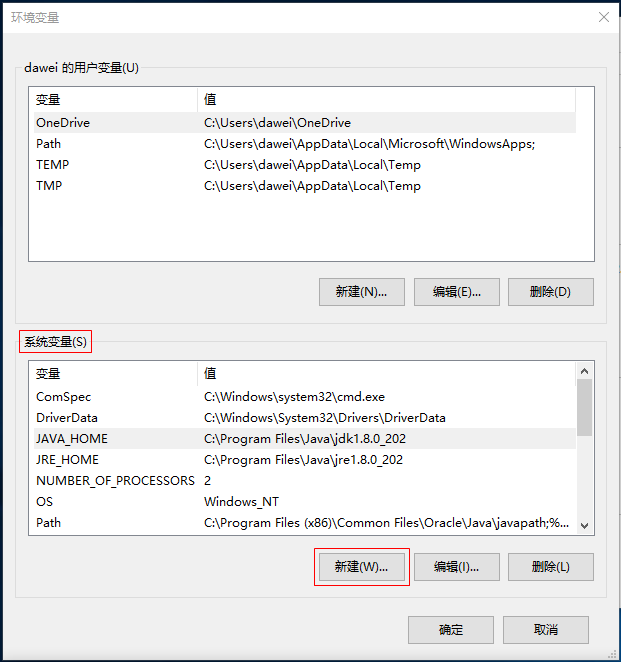 环境变量
dawei 的用户变量(U)
变量 值
OneDrive C:\Users\dawei\OneDrive
Path C:\Users\dawei\AppData\Local\Microsoft\WindowsApps;
TEMP C:\Users\dawei\AppData\Local\Temp
TMP C:\Users\dawei\AppData\Local\Temp
新建(N)... 编辑(E)... 删除(D)
系统变量(S)
变量 值
ComSpec C:\Windows\system32\cmd.exe
DriverData C:\Windows\System32\Drivers\DriverData
JAVA_HOME C:\Program Files\Java\jdk1.8.0_202
JRE_HOME C:\Program Files\Java\jre1.8.0_202
NUMBER_OF_PROCESSORS 2
OS Windows_NT
Path C:\Program Files (x86)\Common Files\Oracle\Java\javapath;%...
新建(W)... 编辑(I)... 删除(L)
确定 取消